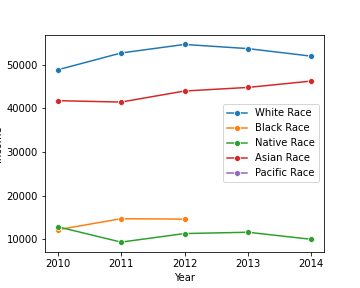 50000
40000
30000
20000
10000
2010 2011 2012 2013 2014
Year
White Race
Black Race
Native Race
Asian Race
Pacific Race